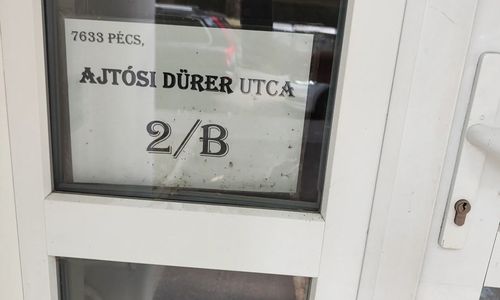 7633 PÉCS,
AJTÓSI DÜRER UTCA
2/B